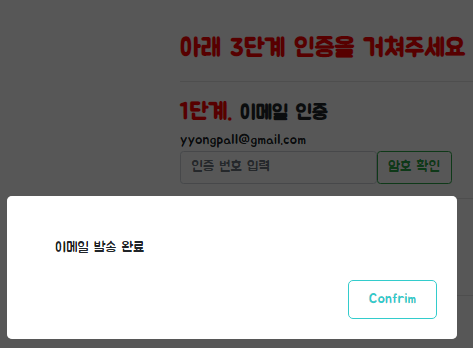 아래 3단계 인증을 거쳐주세요
1단계. 이메일 인증
yyongpall@gmail.com
인증 번호 입력 암호 확인
이메일 발송 완료
Confrim